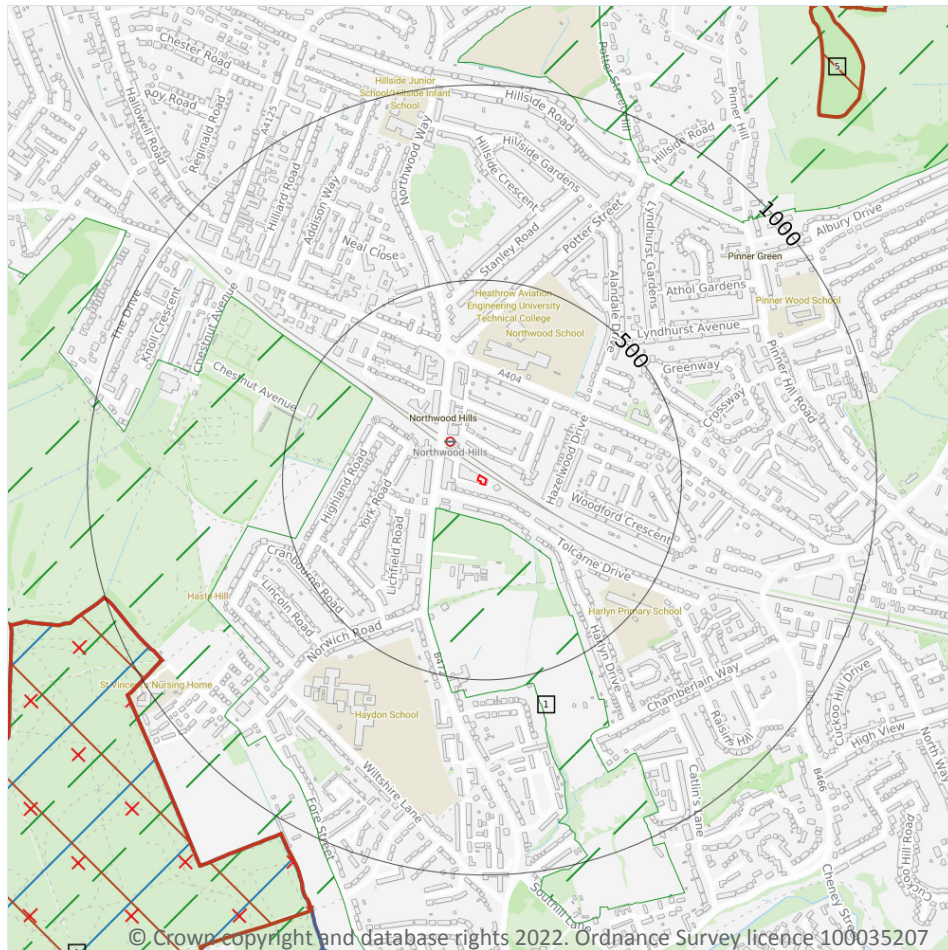 Chester Road
Roy Road
Hallowell Road
Reginald Road
A4125
Hilliard Road
Addison Way
Neal Close
Northwood Way
Hillside Junior
School/Hillside Infant
School
Hillside Road
Hillside Gardens
Hillside Crescent
Stanley Road
Potter Street
Potter Street Hill
Pinner Hill
Hillside Road
5
1000
Albury Drive
Pinner Green
Pinner Wood School
Lyndhurst Gardens
Athol Gardens
Lyndhurst Avenue
Allandale Drive
Heathrow Aviation
Engineering University
Technical College
Northwood School
500
Greenway
Crossway
Pinner Hill Road
A404
The Drive
Knoll Crescent
Chestnut Avenue
Chestnut Avenue
Northwood Hills
Northwood Hills
Hazelwood Drive
Woodford Crescent
Highland Road
York Road
Lichfield Road
Cranbourne Road
Lincoln Road
Haste Hill
Norwich Road
Tolcarne Drive
Harlyn Primary School
Harlyn Drive
Chamberlain Way
Raisins Hill
Cuckoo Hill Drive
High View
North Way
St Vincent's Nursing Home
Haydon School
B47
1
Wiltshire Lane
Fore Street
Catlin's Lane
B466
Cuckoo Hill Road
Cheney Str
Southill Lane
© Crown copyright and database rights 2022. Ordnance Survey licence 100035207